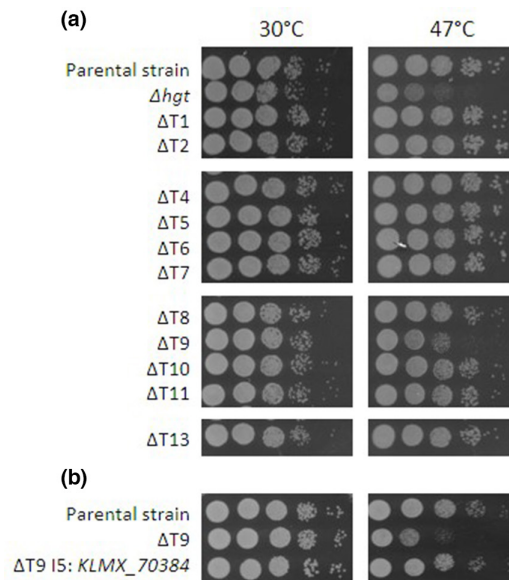 (a)
30°C 47°C
Parental strain
Δhgt
ΔT1
ΔT2
ΔT4
ΔT5
ΔT6
ΔT7
ΔT8
ΔT9
ΔT10
ΔT11
ΔT13
(b)
Parental strain
ΔT9
ΔT9 I5: KLMX_70384